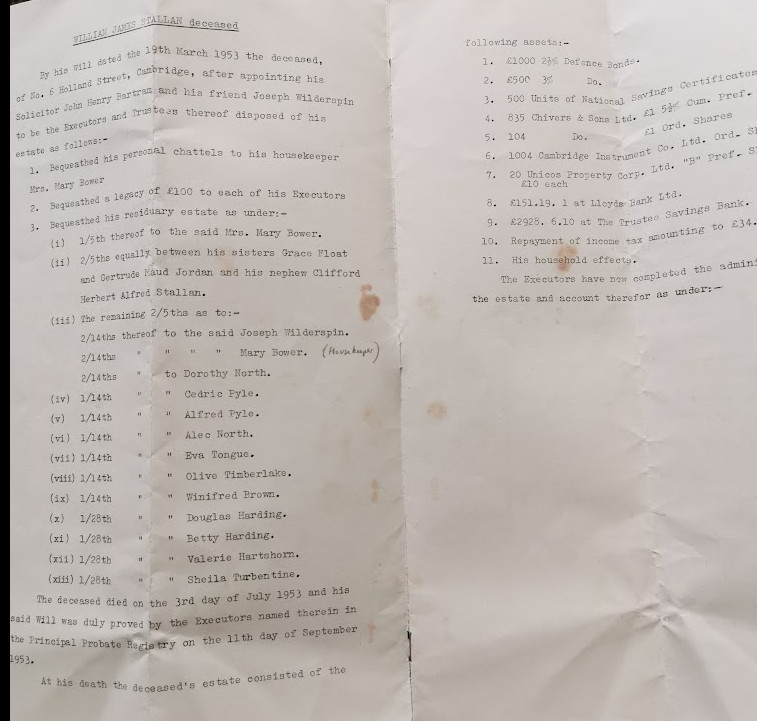 WILLIAM JAMES STALLAN deceased
By his Will dated the 19th March 1953 the deceased,
of No. 6 Holland Street, Cambridge, after appointing his
Solicitor John Henry Bartram and his friend Joseph Wilderspin
to be the Executors and Trustees thereof disposed of his
estate as follows:-
1. Bequeathed his personal chattels to his housekeeper
Mrs. Mary Bower
2. Bequeathed a legacy of £100 to each of his Executors
3. Bequeathed his residuary estate as under:-
(i) 1/5th thereof to the said Mrs. Mary Bower.
(ii) 2/5ths equally between his sisters Grace Float
and Gertrude Maud Jordan and his nephew Clifford
Herbert Alfred Stallan.
(iii) The remaining 2/5ths as to:-
2/14ths thereof to the said Joseph Wilderspin.
2/14ths " " " " Mary Bower. (Housekeeper)
2/14ths " to Dorothy North.
(iv) 1/14th " " Cedric Pyle.
(v) 1/14th " " Alfred Pyle.
(vi) 1/14th " " Alec North.
(vii) 1/14th " " Eva Tongue.
(viii) 1/14th " " Olive Timberlake.
(ix) 1/14th " " Winifred Brown.
(x) 1/28th " " Douglas Harding.
(xi) 1/28th " " Betty Harding.
(xii) 1/28th " " Valerie Hartshorn.
(xiii) 1/28th " " Sheila Turbentine.
The deceased died on the 3rd day of July 1953 and his
said Will was duly proved by the Executors named therein in
the Principal Probate Registry on the 11th day of September
1953.
At his death the deceased's estate consisted of the
following assets:-
1. £1000 2½% Defence Bonds.
2. £500 3% Do.
3. 500 Units of National Savings Certificates
4. 835 Chivers & Sons Ltd. £1 5½% Cum. Pref.
5. 104 Do. £1 Ord. Shares
6. 1004 Cambridge Instrument Co. Ltd. Ord.
7. 20 Unicos Property Corp. Ltd. "B" Pref.
£10 each
8. £151.19. 1 at Lloyds Bank Ltd.
9. £2928. 6.10 at The Trustee Savings Bank.
10. Repayment of income tax amounting to £34.
11. His household effects.
The Executors have now completed the
the estate and account therefor as under:-